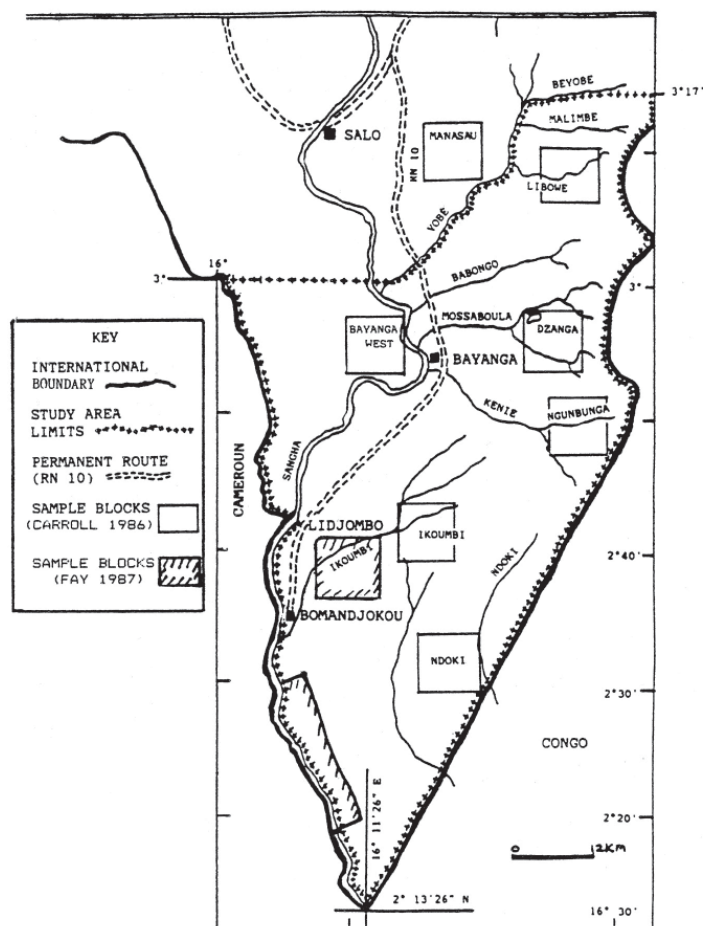 BEYOBE
3°17'
MALIMBE
SALO
MANASAU
RN 10
LIBOWE
YOBE
16°
3°
BABONGO
3°
MOSSABOULA
BAYANGA
WEST
DZANGA
BAYANGA
KENIE
NGUNBUNGA
KEY
INTERNATIONAL
BOUNDARY
STUDY AREA
LIMITS
PERMANENT ROUTE
(RN 10)
SAMPLE BLOCKS
(CARROLL 1986)
SAMPLE BLOCKS
(FAY 1987)
CAMEROUN
SANGHA
LIDJOMBO
IKOUMBI
IKOUMBI
NDOKI
2°40'
BOMANDJOKOU
NDOKI
2°30'
CONGO
2°20'
16° 11'26" E
0 12Km
2° 13'26" N
16° 30'